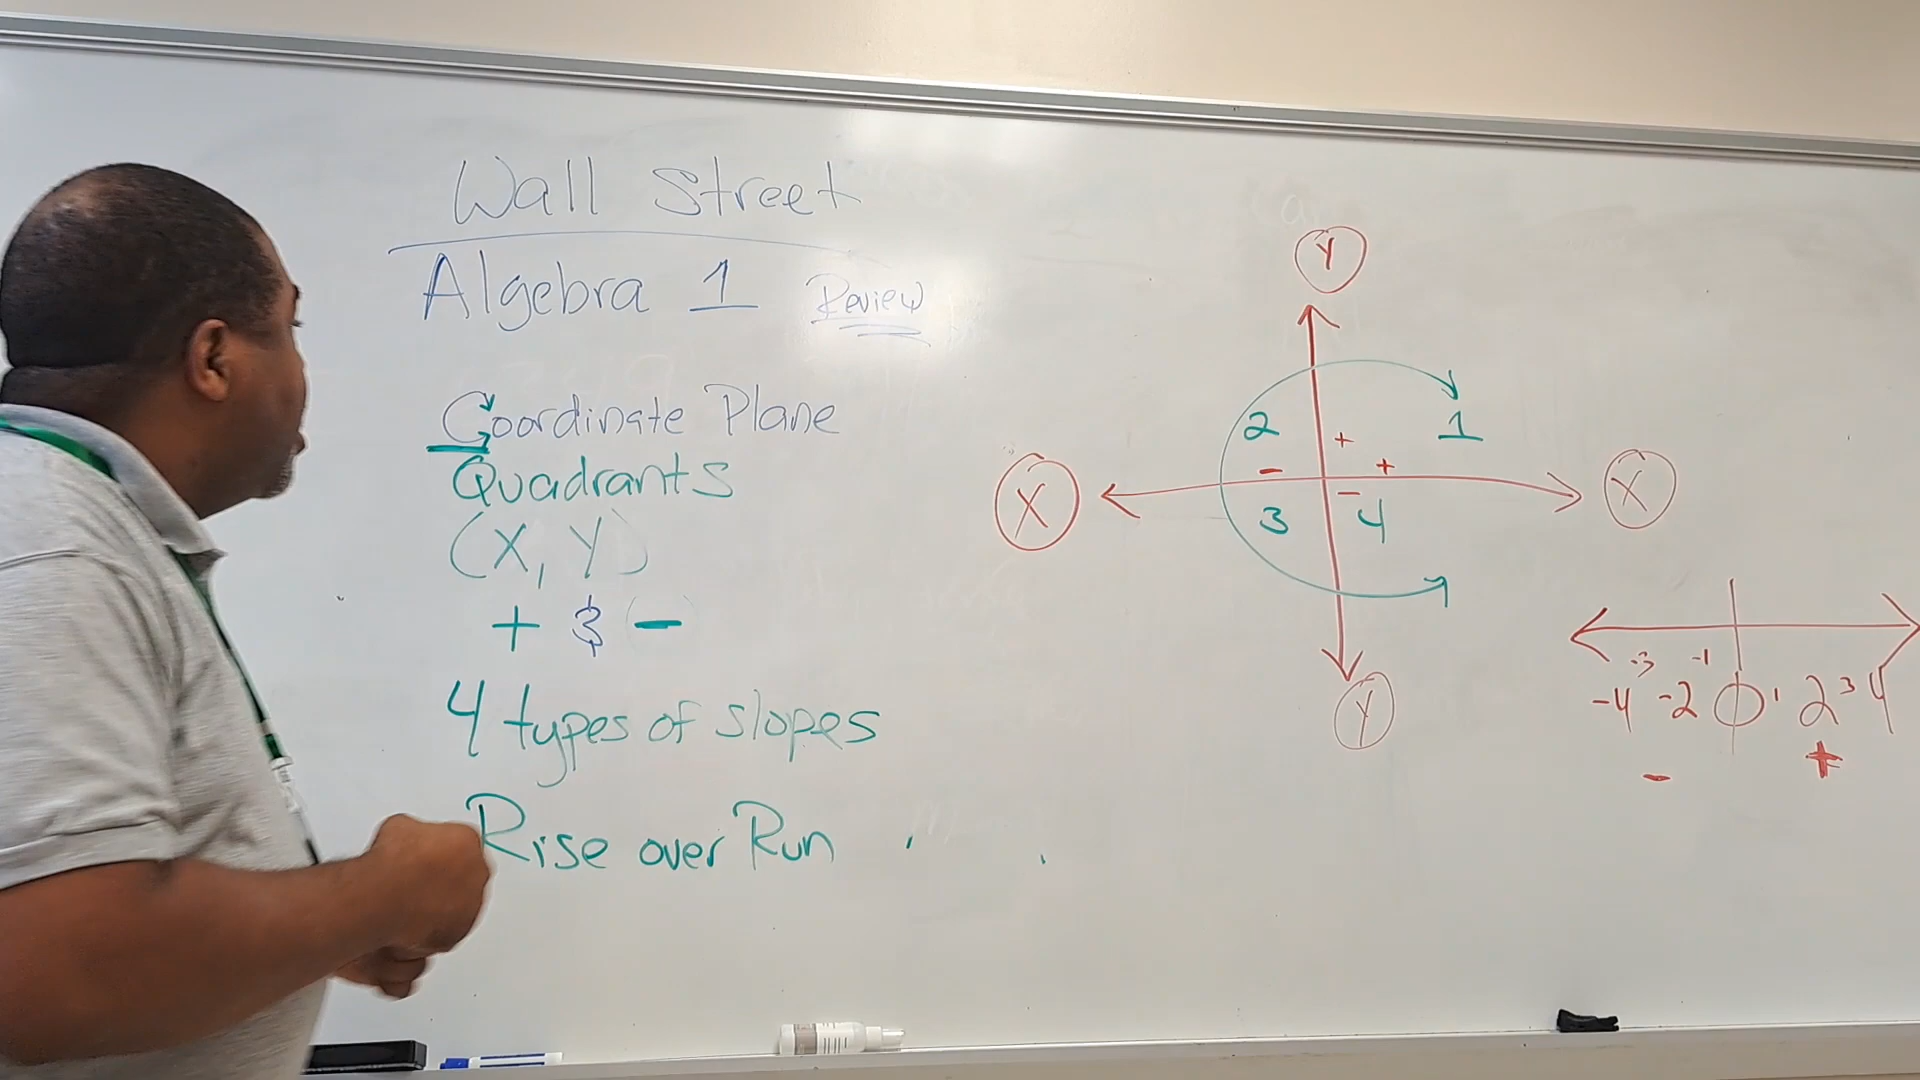 Wall Street
Algebra 1 Review
Coordinate Plane
Quadrants
(X, Y)
+ & -
4 types of slopes
Rise over Run
Y
2 + 1
- +
X X
-
3 4
Y
-3 -1
-4 -2 0 1 2 3 4
- +